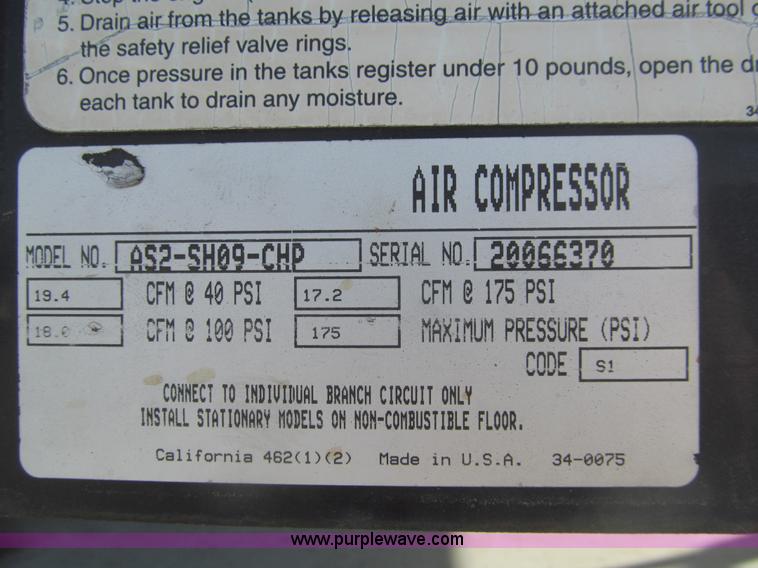 5. Drain air from the tanks by releasing air with an attached air tool
the safety relief valve rings.
6. Once pressure in the tanks register under 10 pounds, open the
each tank to drain any moisture.
34
AIR COMPRESSOR
MODEL NO. AS2-SH09-CHP SERIAL NO. 20066370
19.4 CFM @ 40 PSI 17.2 CFM @ 175 PSI
18.0 CFM @ 100 PSI 175 MAXIMUM PRESSURE (PSI)
CODE S1
CONNECT TO INDIVIDUAL BRANCH CIRCUIT ONLY
INSTALL STATIONARY MODELS ON NON-COMBUSTIBLE FLOOR.
California 462(1)(2) Made in U.S.A. 34-0075
www.purplewave.com